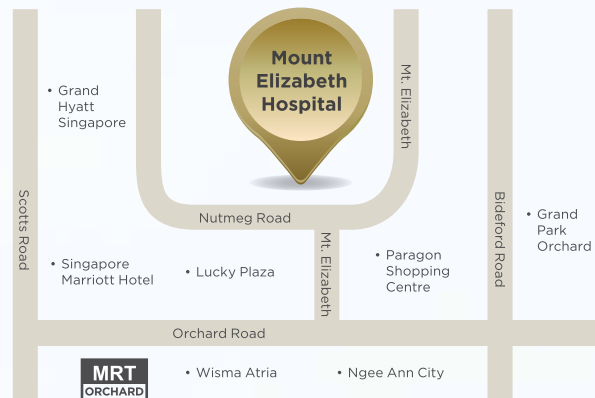 Mount
Elizabeth
Hospital
Mt. Elizabeth
• Grand
Hyatt
Singapore
Scotts Road
Nutmeg Road
Bideford Road
• Grand
Park
Orchard
Mt. Elizabeth
• Singapore
Marriott Hotel
• Lucky Plaza
• Paragon
Shopping
Centre
Orchard Road
MRT
ORCHARD
• Wisma Atria
• Ngee Ann City